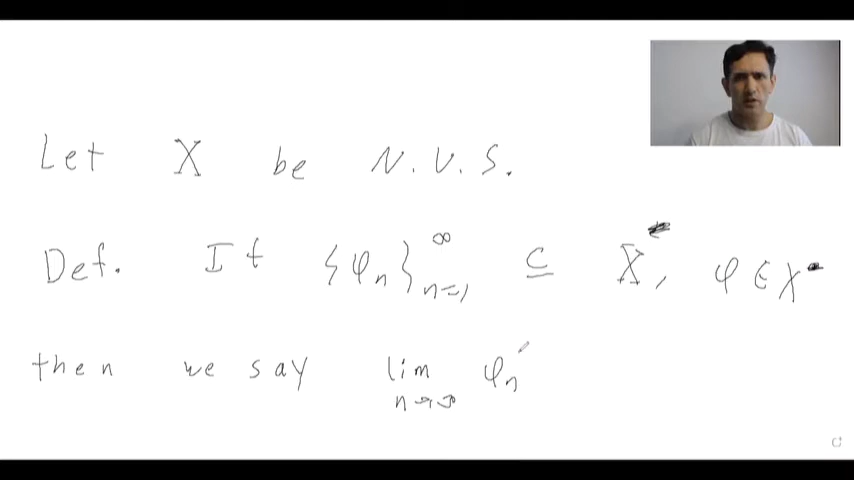 Let X be N.V.S.
Def. If {φₙ}ₙ₌₁^∞ ⊆ X*, φ ∈ X*
then we say lim n→∞ φₙ